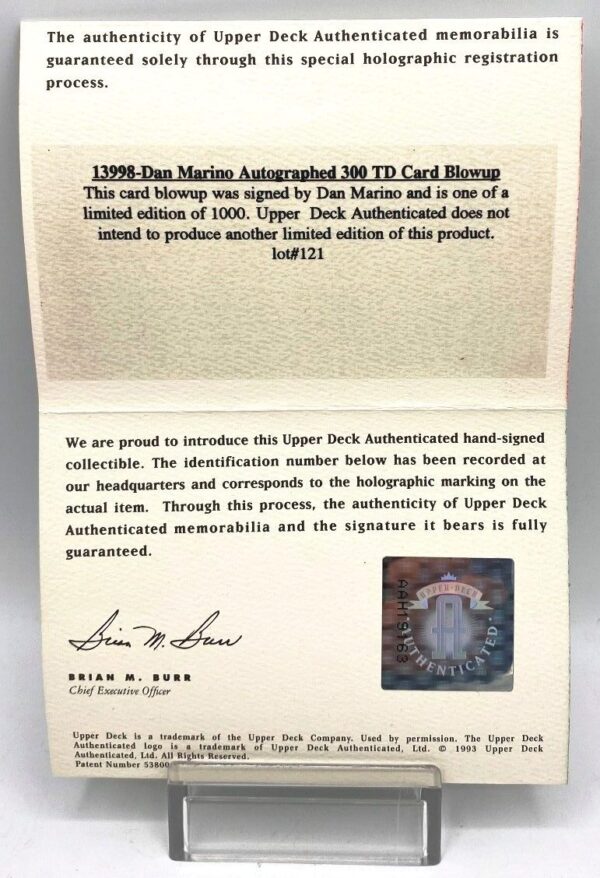 The authenticity of Upper Deck Authenticated memorabilia is
guaranteed solely through this special holographic registration
process.
13998-Dan Marino Autographed 300 TD Card Blowup
This card blowup was signed by Dan Marino and is one of a
limited edition of 1000. Upper Deck Authenticated does not
intend to produce another limited edition of this product.
lot#121
We are proud to introduce this Upper Deck Authenticated hand-signed
collectible. The identification number below has been recorded at
our headquarters and corresponds to the holographic marking on the
actual item. Through this process, the authenticity of Upper Deck
Authenticated memorabilia and the signature it bears is fully
guaranteed.
UPPER DECK
A
AUTHENTICATED
Brian M. Burr
BRIAN M. BURR
Chief Executive Officer
Upper Deck is a trademark of the Upper Deck Company. Used by permission. The Upper Deck
Authenticated logo is a trademark of Upper Deck Authenticated, Ltd. © 1993 Upper Deck
Authenticated, Ltd. All Rights Reserved.
Patent Number 53800